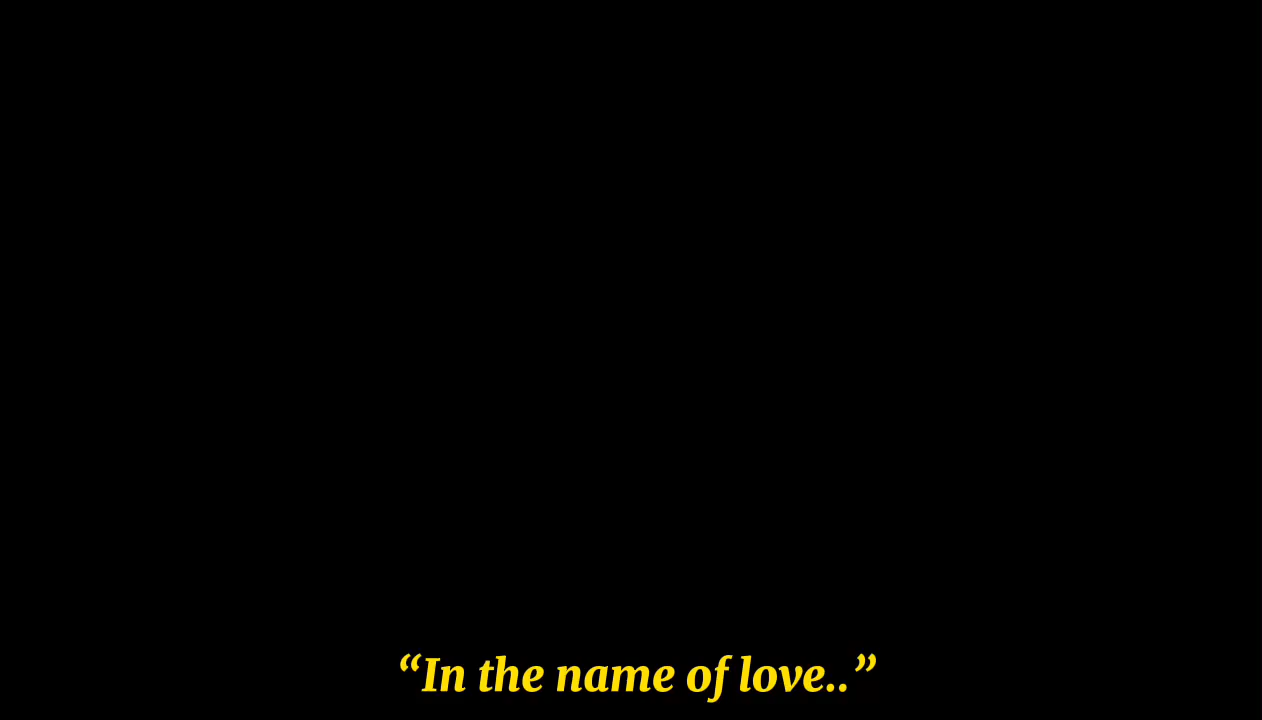 “In the name of love..”